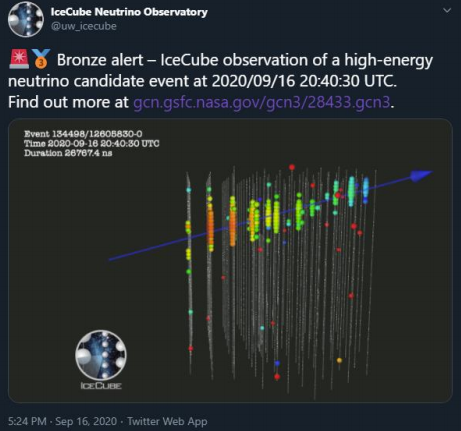 IceCube Neutrino Observatory
@uw_icecube
🚨🥉 Bronze alert – IceCube observation of a high-energy
neutrino candidate event at 2020/09/16 20:40:30 UTC.
Find out more at gcn.gsfc.nasa.gov/gcn3/28433.gcn3.
Event 134498/12605830-0
Time 2020-09-16 20:40:30 UTC
Duration 26767.4 ns
ICECUBE
5:24 PM · Sep 16, 2020 · Twitter Web App